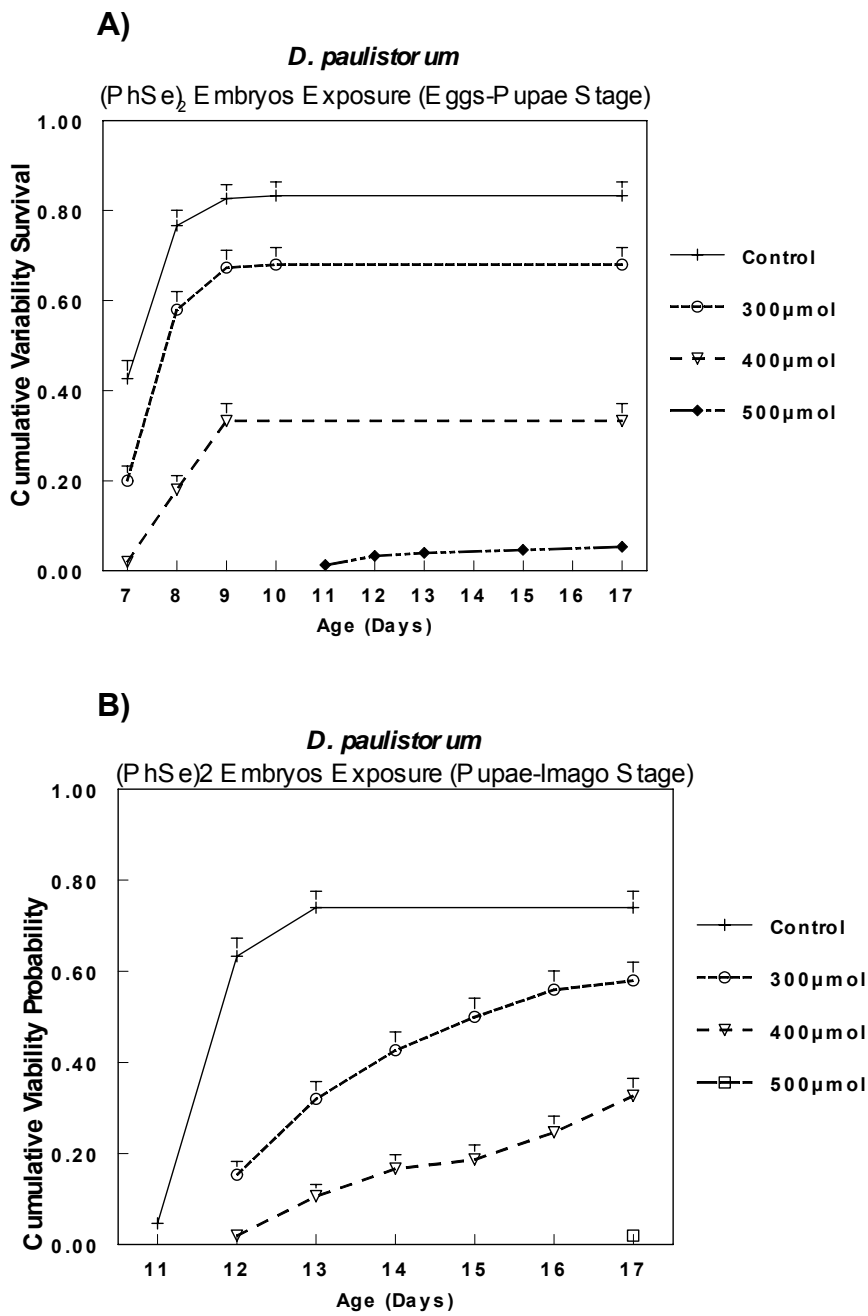 A)
D. paulistorum
(PhSe)₂ Embryos Exposure (Eggs-Pupae Stage)
1.00
0.80
0.60
0.40
0.20
0.00
Cumulative Variability Survival
7 8 9 10 11 12 13 14 15 16 17
Age (Days)
Control
300µmol
400µmol
500µmol
B)
D. paulistorum
(PhSe)2 Embryos Exposure (Pupae-Imago Stage)
1.00
0.80
0.60
0.40
0.20
0.00
Cumulative Viability Probability
11 12 13 14 15 16 17
Age (Days)
Control
300µmol
400µmol
500µmol